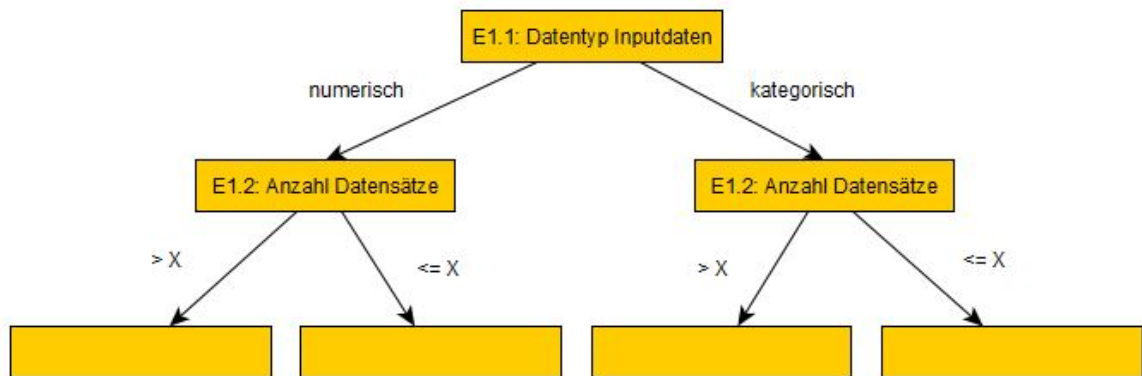 E1.1: Datentyp Inputdaten
numerisch
kategorisch
E1.2: Anzahl Datensätze
E1.2: Anzahl Datensätze
> X
<= X
> X
<= X